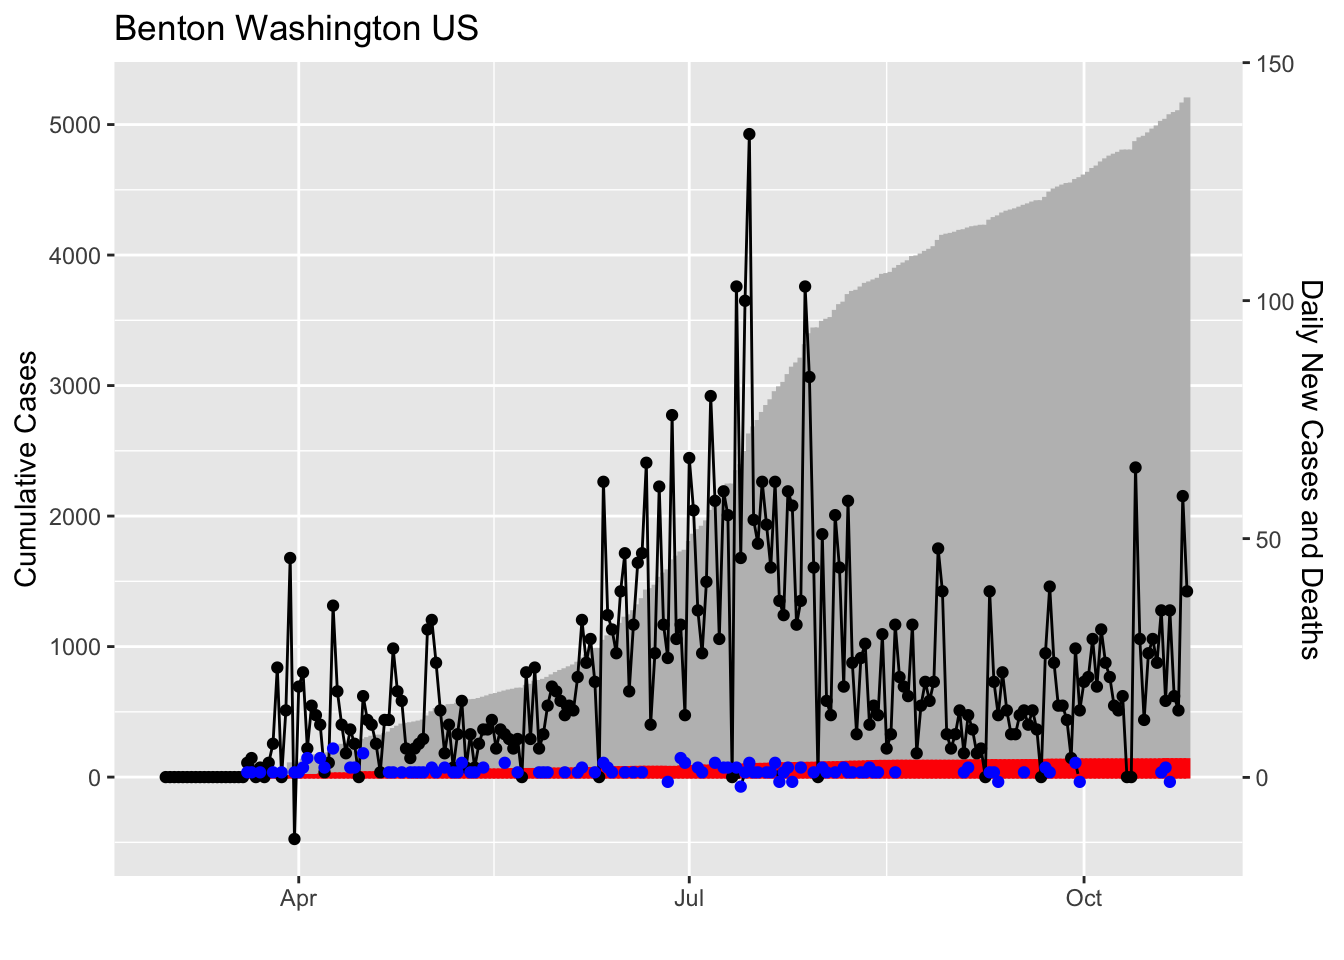 Benton Washington US
Cumulative Cases
5000
4000
3000
2000
1000
0
150
100
50
0
Daily New Cases and Deaths
Apr
Jul
Oct